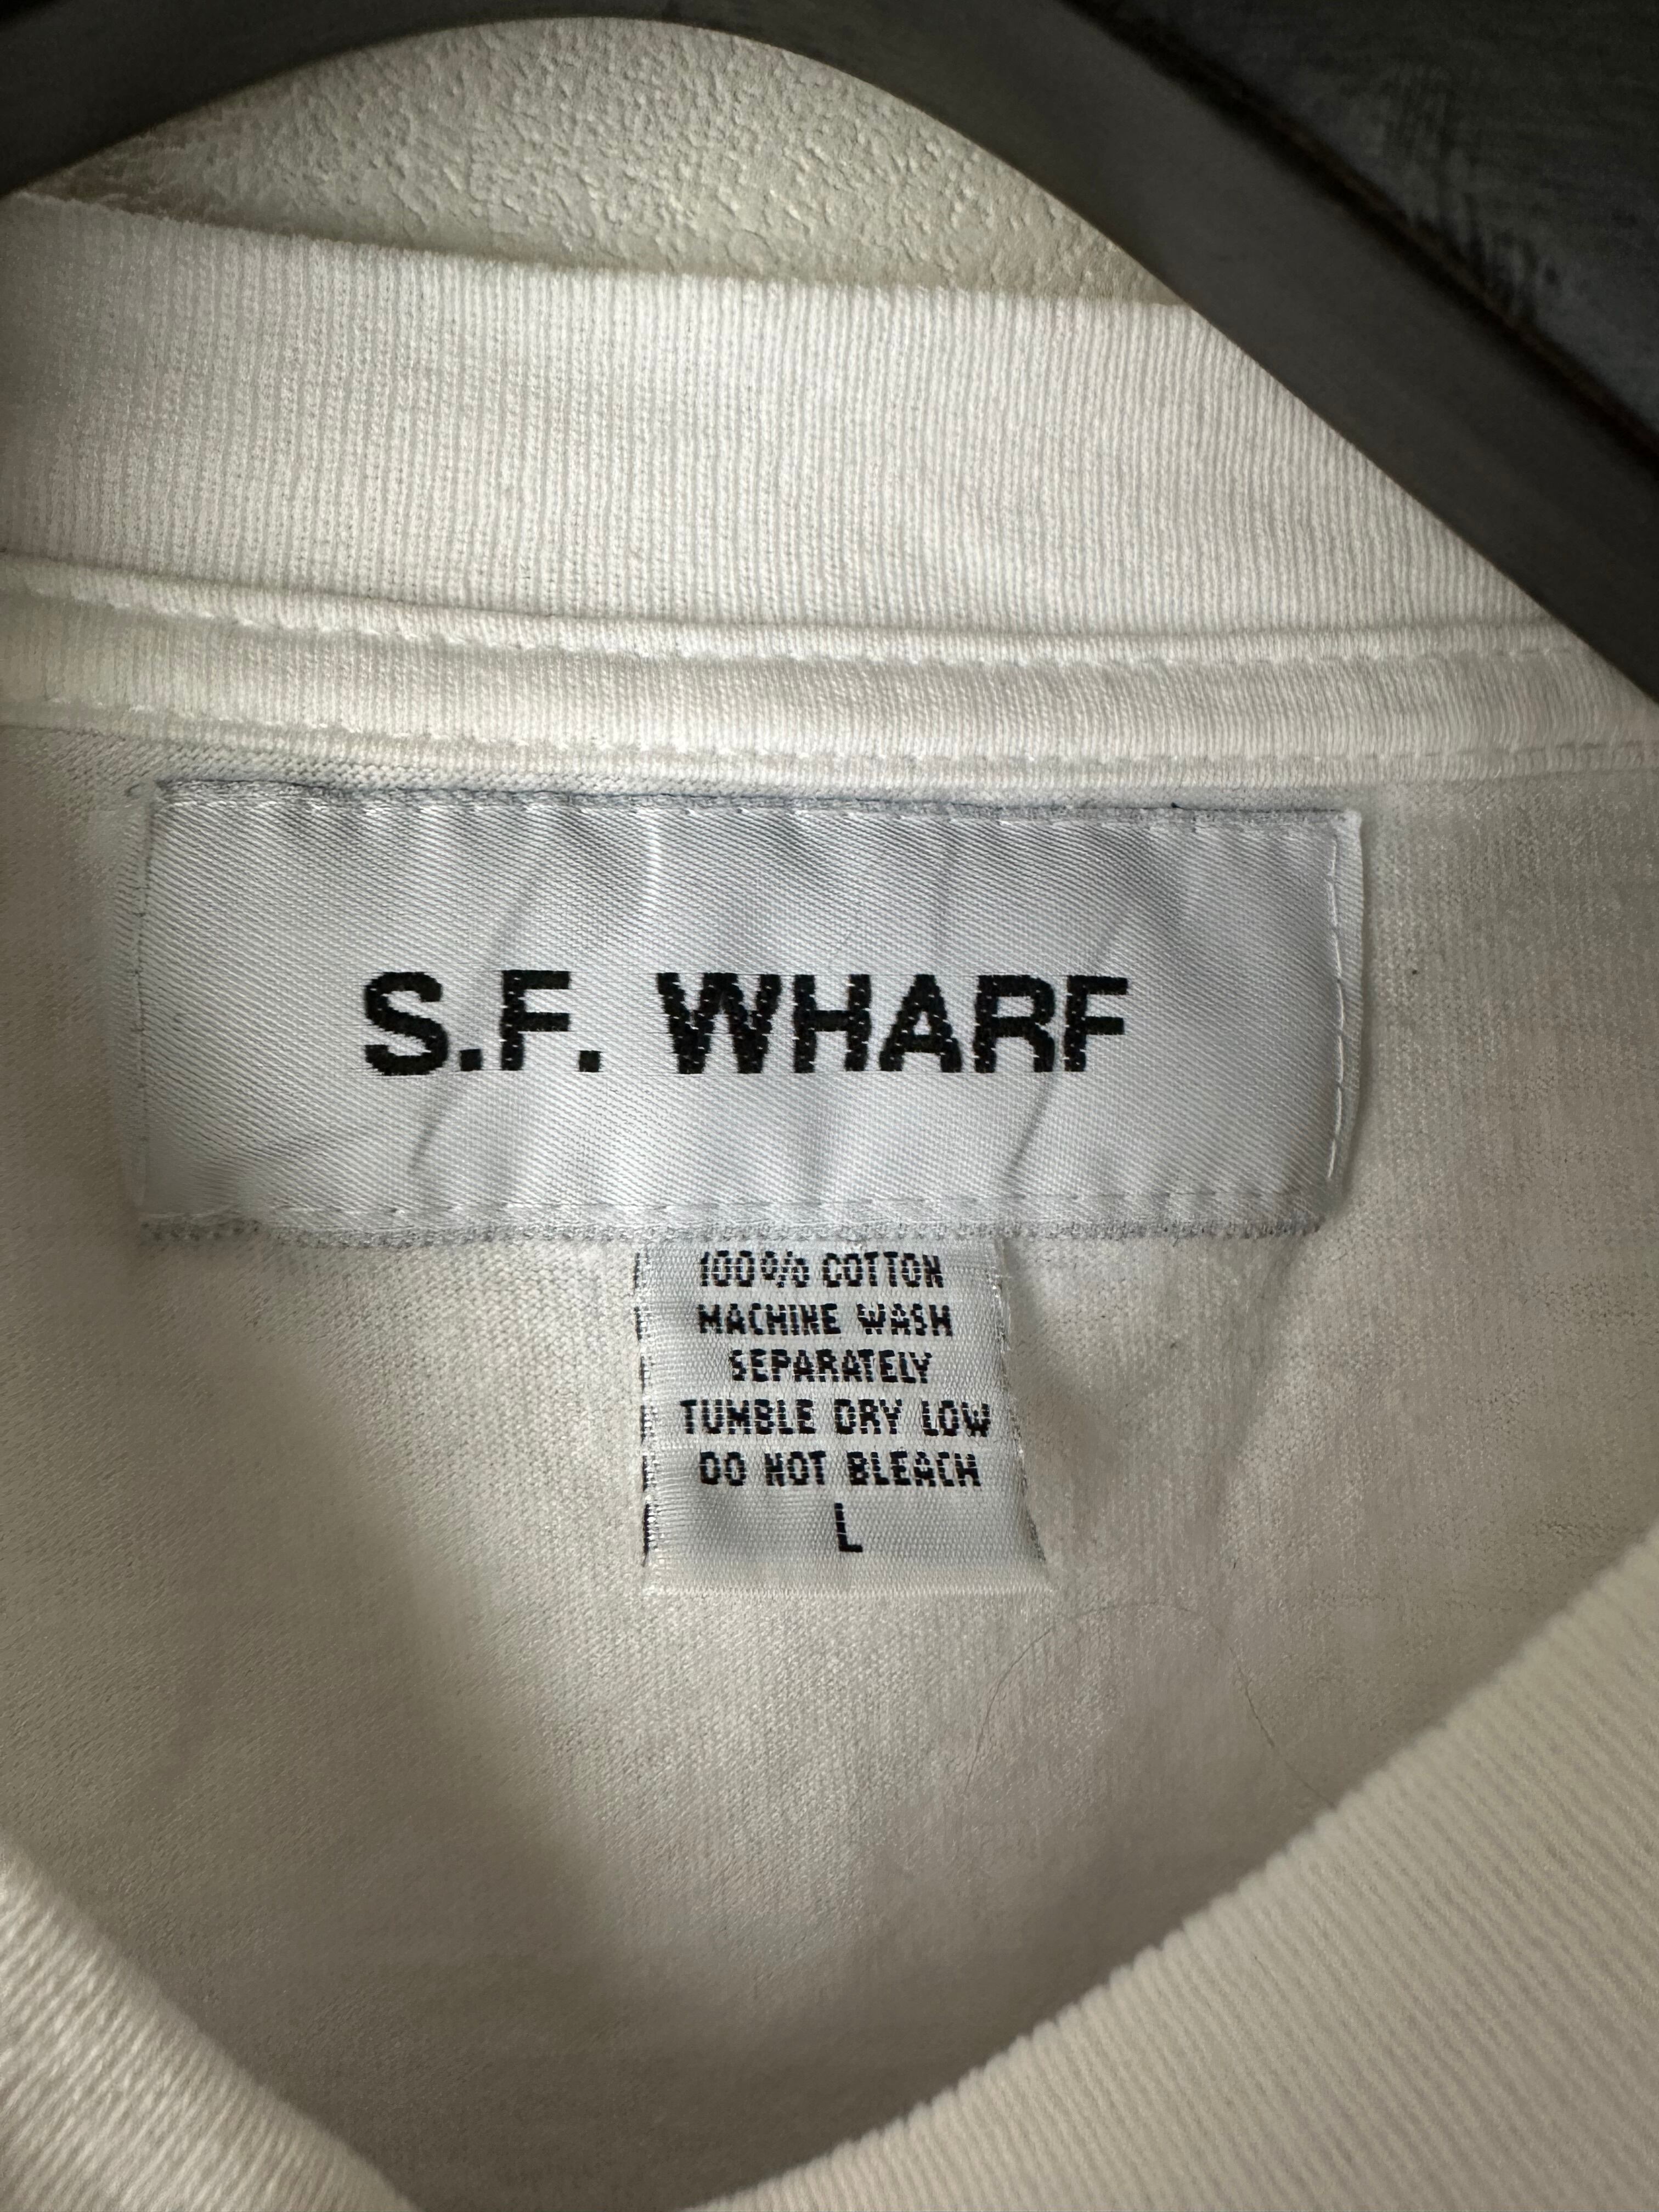 S.F. WHARF
100% COTTON
MACHINE WASH
SEPARATELY
TUMBLE DRY LOW
DO NOT BLEACH
L